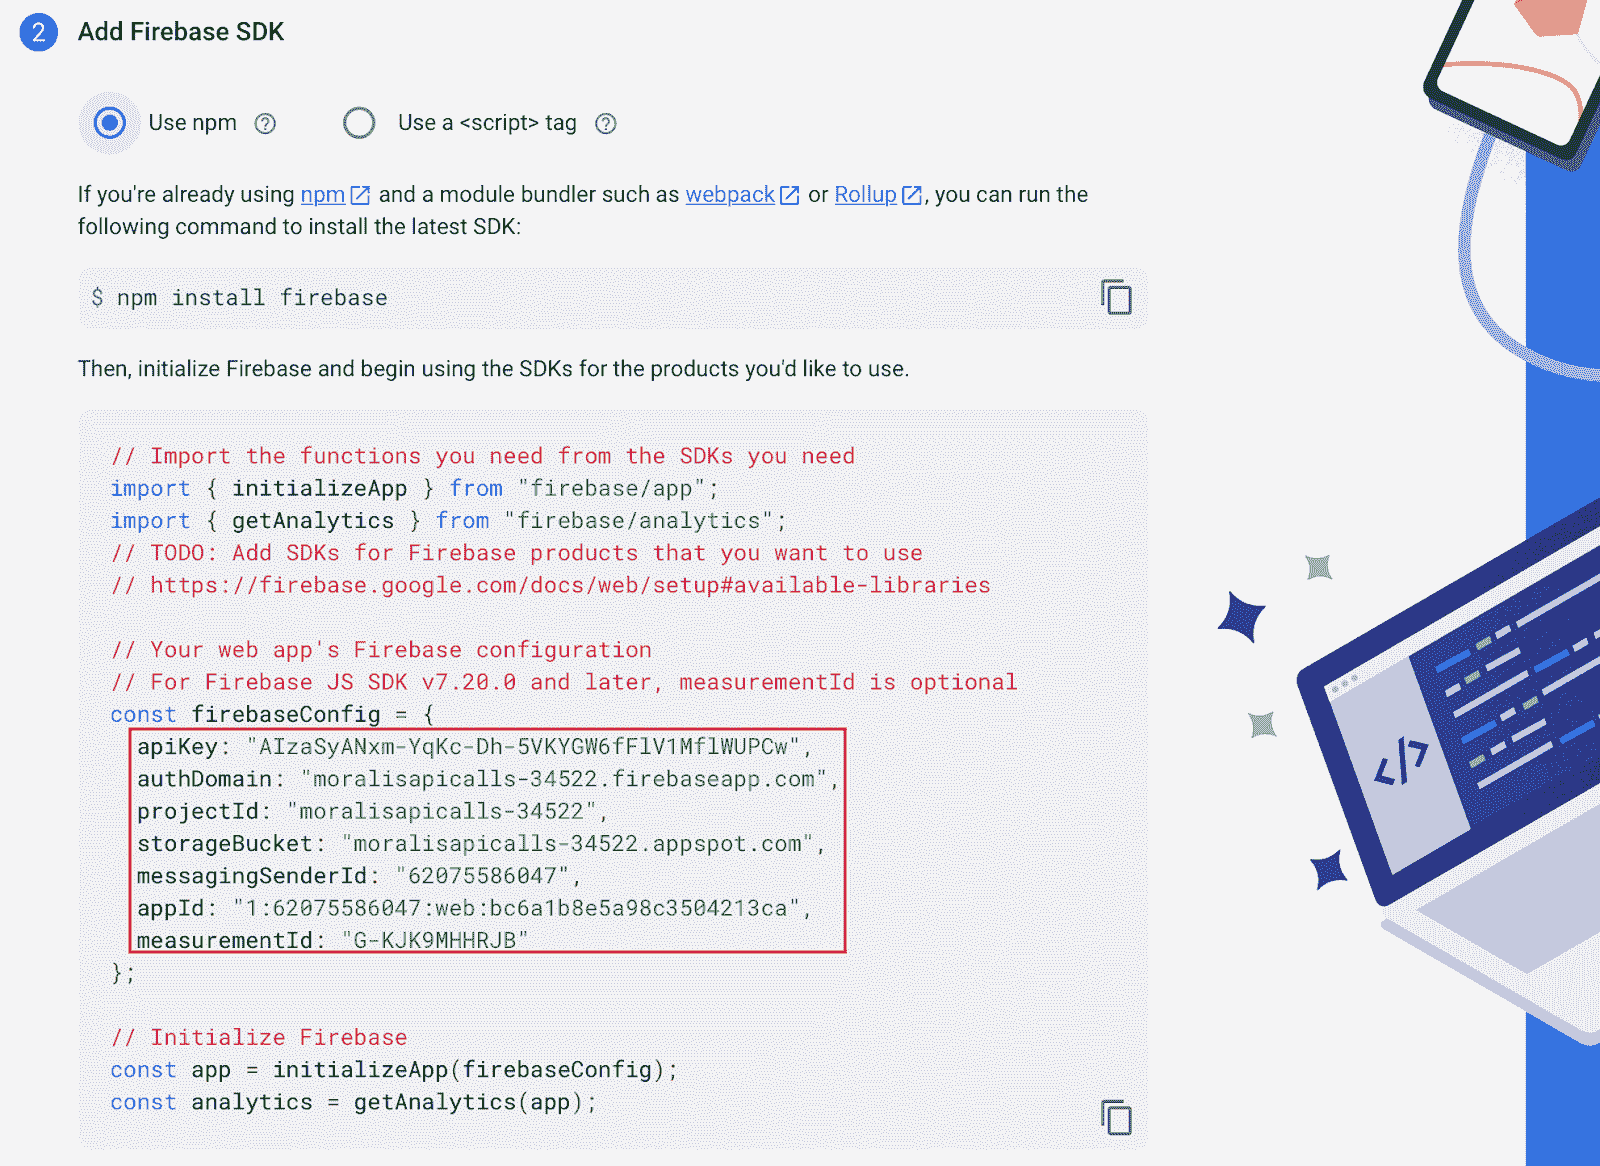 2 Add Firebase SDK
Use npm ? Use a <script> tag ?
If you're already using npm and a module bundler such as webpack or Rollup, you can run the
following command to install the latest SDK:
$ npm install firebase
Then, initialize Firebase and begin using the SDKs for the products you'd like to use.
// Import the functions you need from the SDKs you need
import { initializeApp } from "firebase/app";
import { getAnalytics } from "firebase/analytics";
// TODO: Add SDKs for Firebase products that you want to use
// https://firebase.google.com/docs/web/setup#available-libraries
// Your web app's Firebase configuration
// For Firebase JS SDK v7.20.0 and later, measurementId is optional
const firebaseConfig = {
apiKey: "AIzaSyANxm-YqKc-Dh-5VKYGW6fFlV1MflWUPCw",
authDomain: "moralisapicalls-34522.firebaseapp.com",
projectId: "moralisapicalls-34522",
storageBucket: "moralisapicalls-34522.appspot.com",
messagingSenderId: "62075586047",
appId: "1:62075586047:web:bc6a1b8e5a98c3504213ca",
measurementId: "G-KJK9MHHRJB"
};
// Initialize Firebase
const app = initializeApp(firebaseConfig);
const analytics = getAnalytics(app);